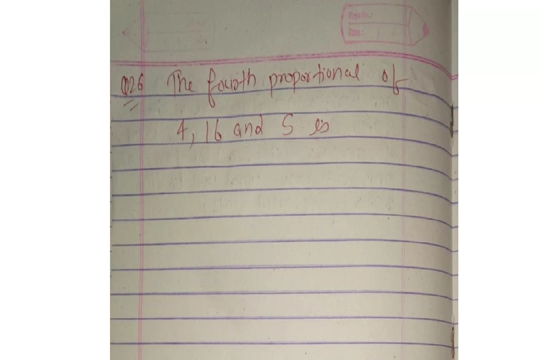 Q26 The fourth proportional of
4, 16 and 5 is